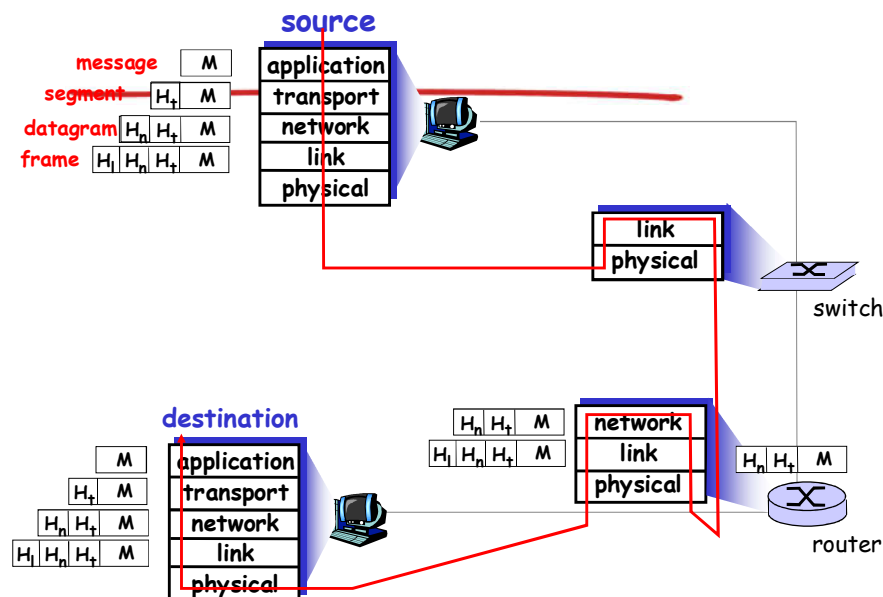 source
message M application
segment Ht M transport
datagram Hn Ht M network
frame Hl Hn Ht M link
physical
link
physical
switch
destination
Hn Ht M network
Hl Hn Ht M link
physical
Hn Ht M
router
M application
Ht M transport
Hn Ht M network
Hl Hn Ht M link
physical